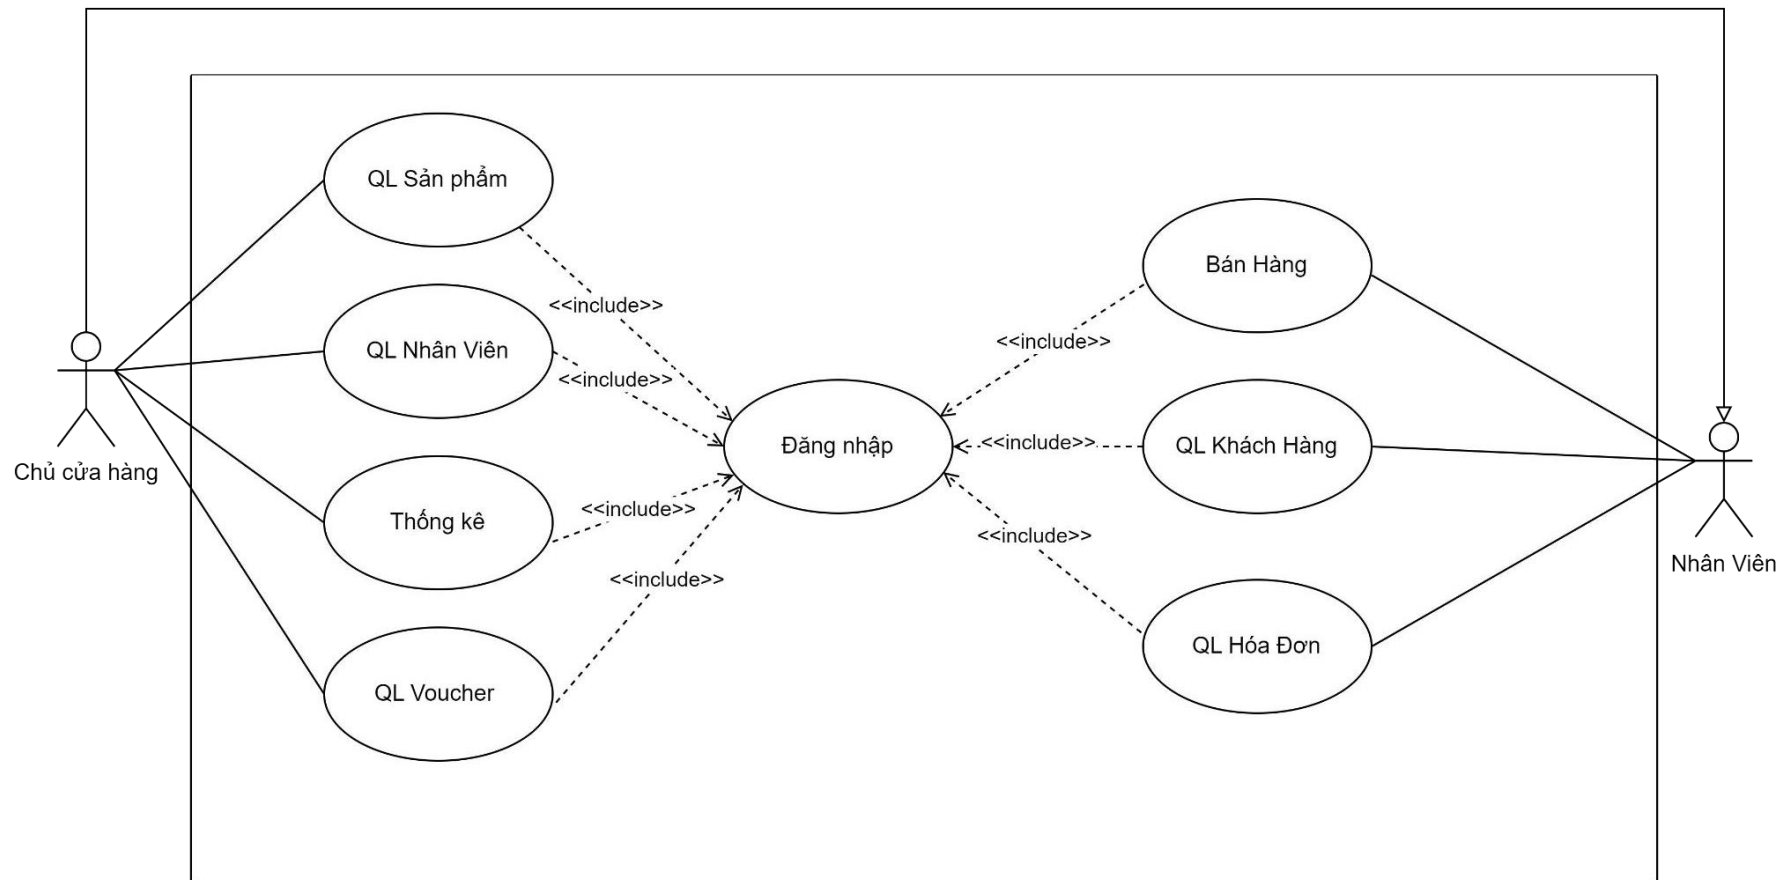 QL Sản phẩm
<<include>>
QL Nhân Viên
<<include>>
Thống kê
<<include>>
QL Voucher
<<include>>
Chủ cửa hàng
Đăng nhập
Bán Hàng
<<include>>
QL Khách Hàng
<<include>>
QL Hóa Đơn
<<include>>
Nhân Viên